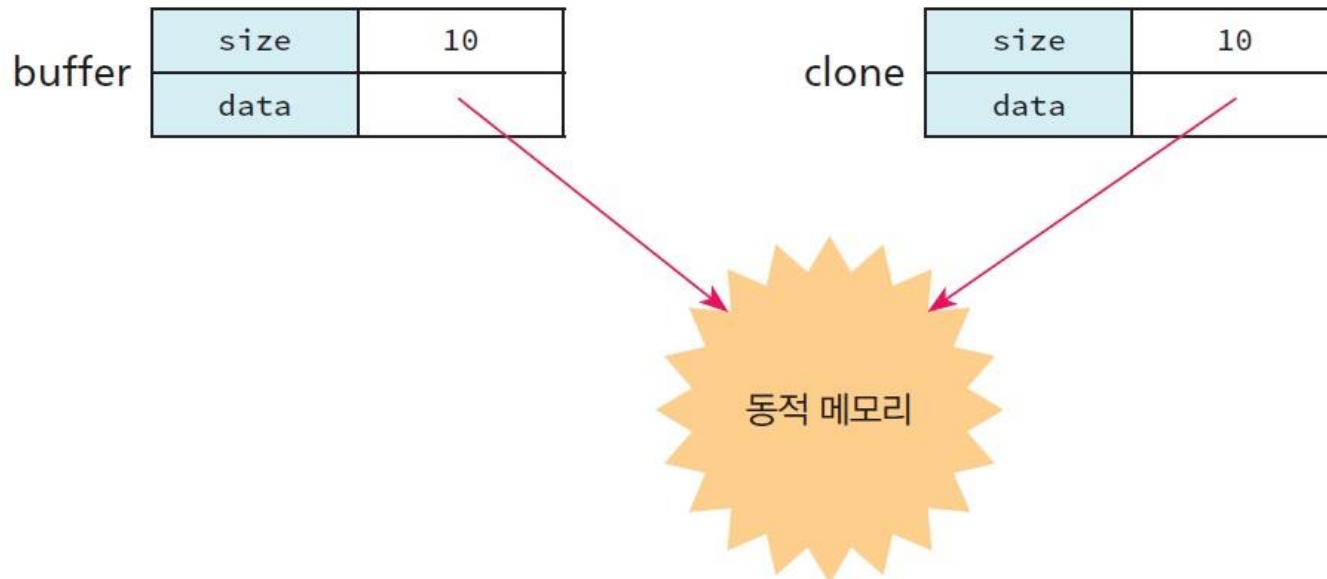 buffer
size 10
data
clone
size 10
data
동적 메모리